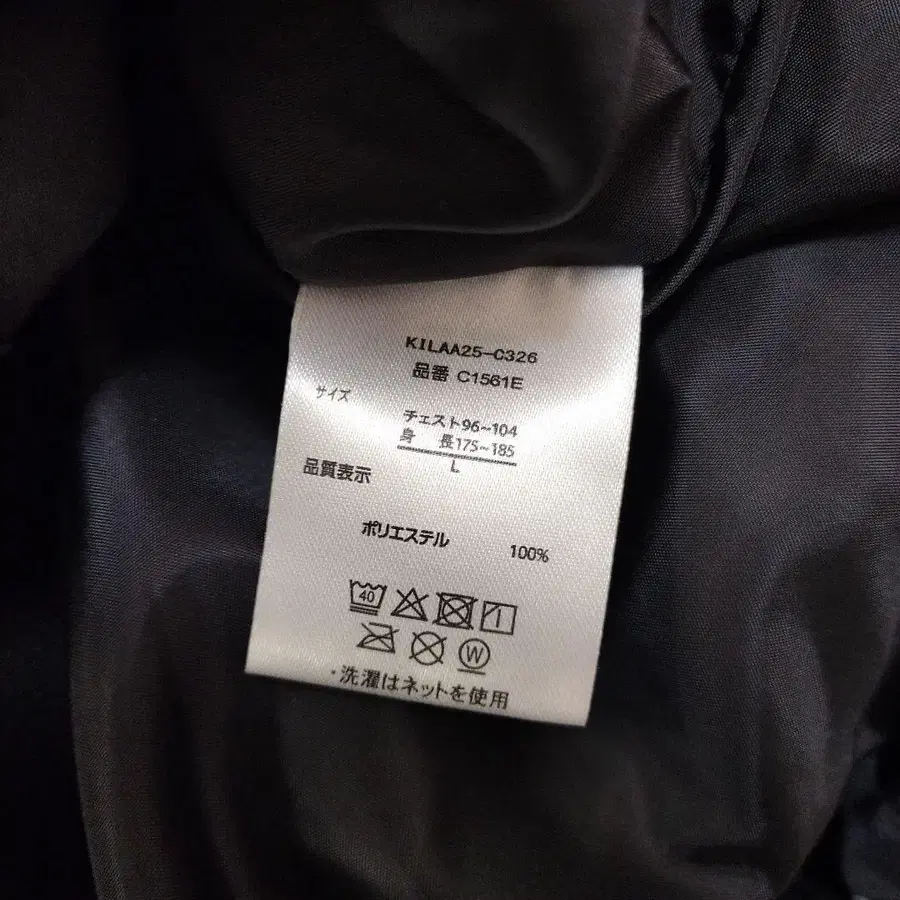 KILAA25-C326
品番 C1561E
サイズ
チェスト96~104
身 長175~185
L
品質表示
ポリエステル 100%
40
W
・洗濯はネットを使用